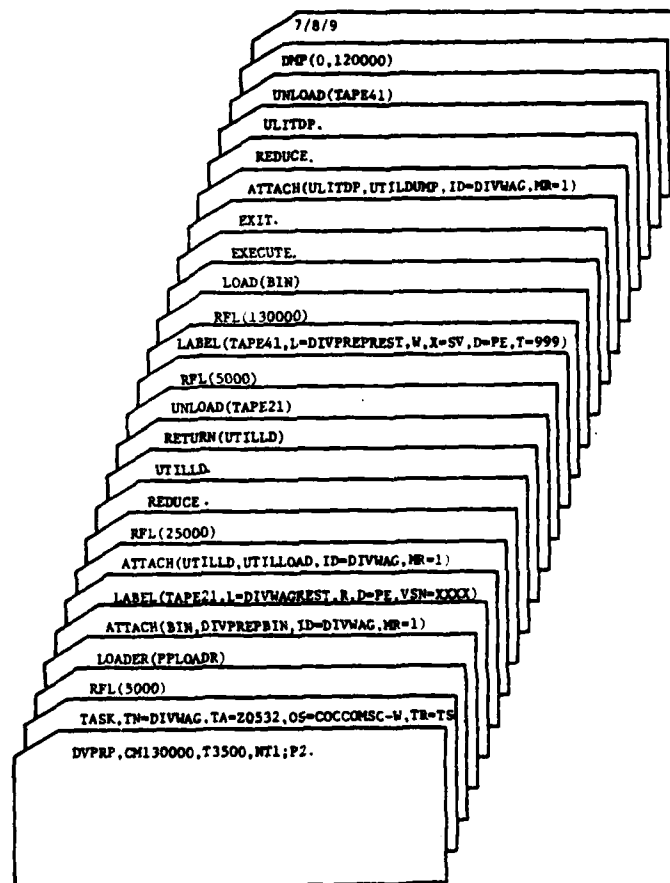 7/8/9
DMP(0,120000)
UNLOAD(TAPE41)
ULITDP.
REDUCE.
ATTACH(ULITDP,UTILDUMP,ID=DIVWAG,MR=1)
EXIT.
EXECUTE.
LOAD(BIN)
RFL(130000)
LABEL(TAPE41,L=DIVPREPREST,W,X=SV,D=PE,T=999)
RFL(5000)
UNLOAD(TAPE21)
RETURN(UTILLD)
UTILLD.
REDUCE.
RFL(25000)
ATTACH(UTILLD,UTILLOAD,ID=DIVWAG,MR=1)
LABEL(TAPE21,L=DIVWAGREST,R,D=PE,VSN=XXXX)
ATTACH(BIN,DIVPREPBIN,ID=DIVWAG,MR=1)
LOADER(PPLOADR)
RFL(5000)
TASK,TN=DIVWAG,TA=Z0532,OS=COCCOMSC-W,TR=TS
DVPRP,CM130000,T3500,NT1;P2.